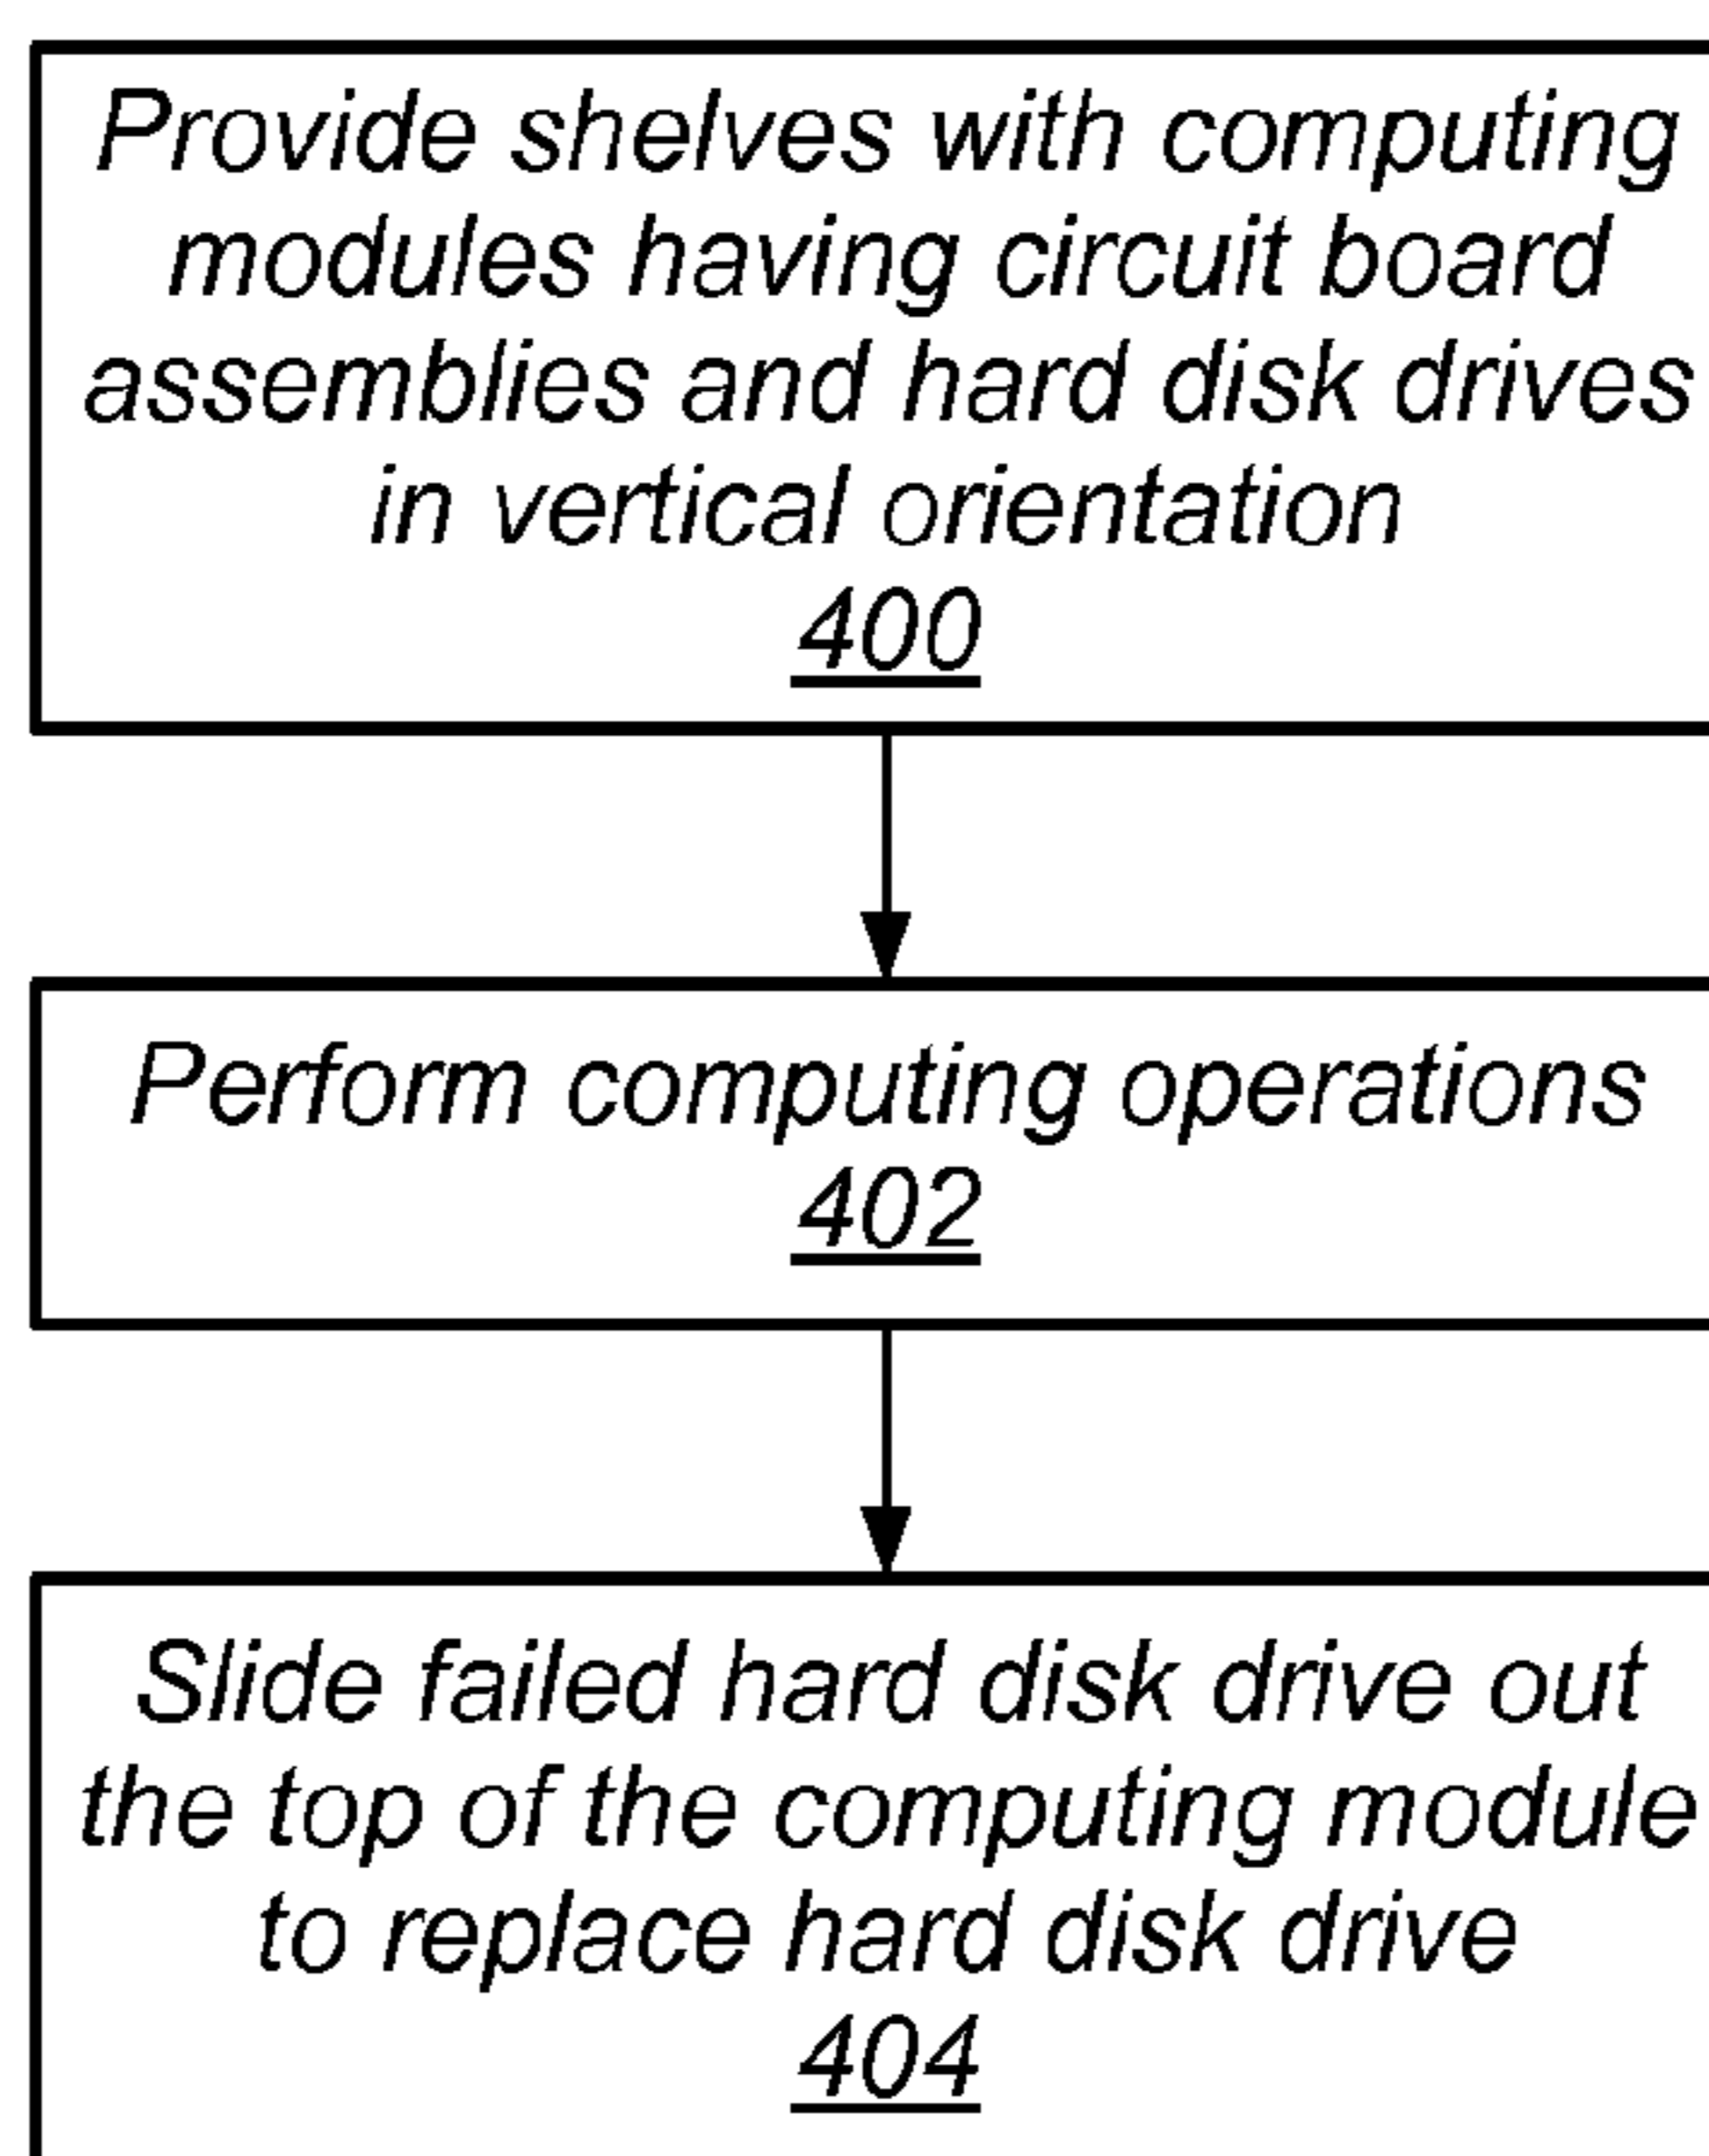 Provide shelves with computing
modules having circuit board
assemblies and hard disk drives
in vertical orientation
400
Perform computing operations
402
Slide failed hard disk drive out
the top of the computing module
to replace hard disk drive
404